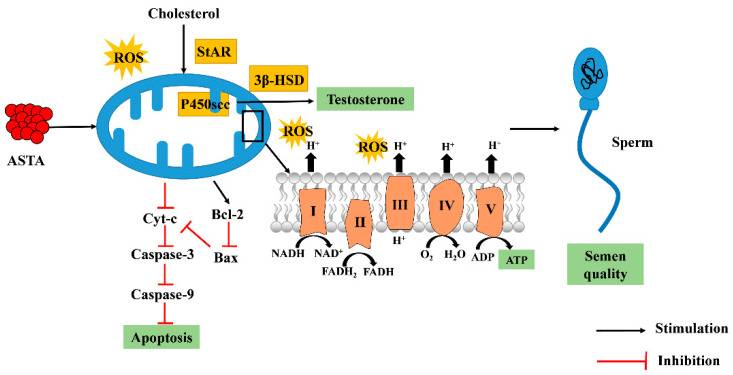 Cholesterol
ROS
StAR
3β-HSD
P450scc
Testosterone
ASTA
ROS
ROS
H⁺
H⁺
H⁺
H⁺
Sperm
I
II
III
IV
V
H⁺
Cyt-c
Bcl-2
Caspase-3
Bax
NADH
NAD⁺
FADH₂
FADH
O₂
H₂O
ADP
ATP
Semen
quality
Caspase-9
Apoptosis
Stimulation
Inhibition